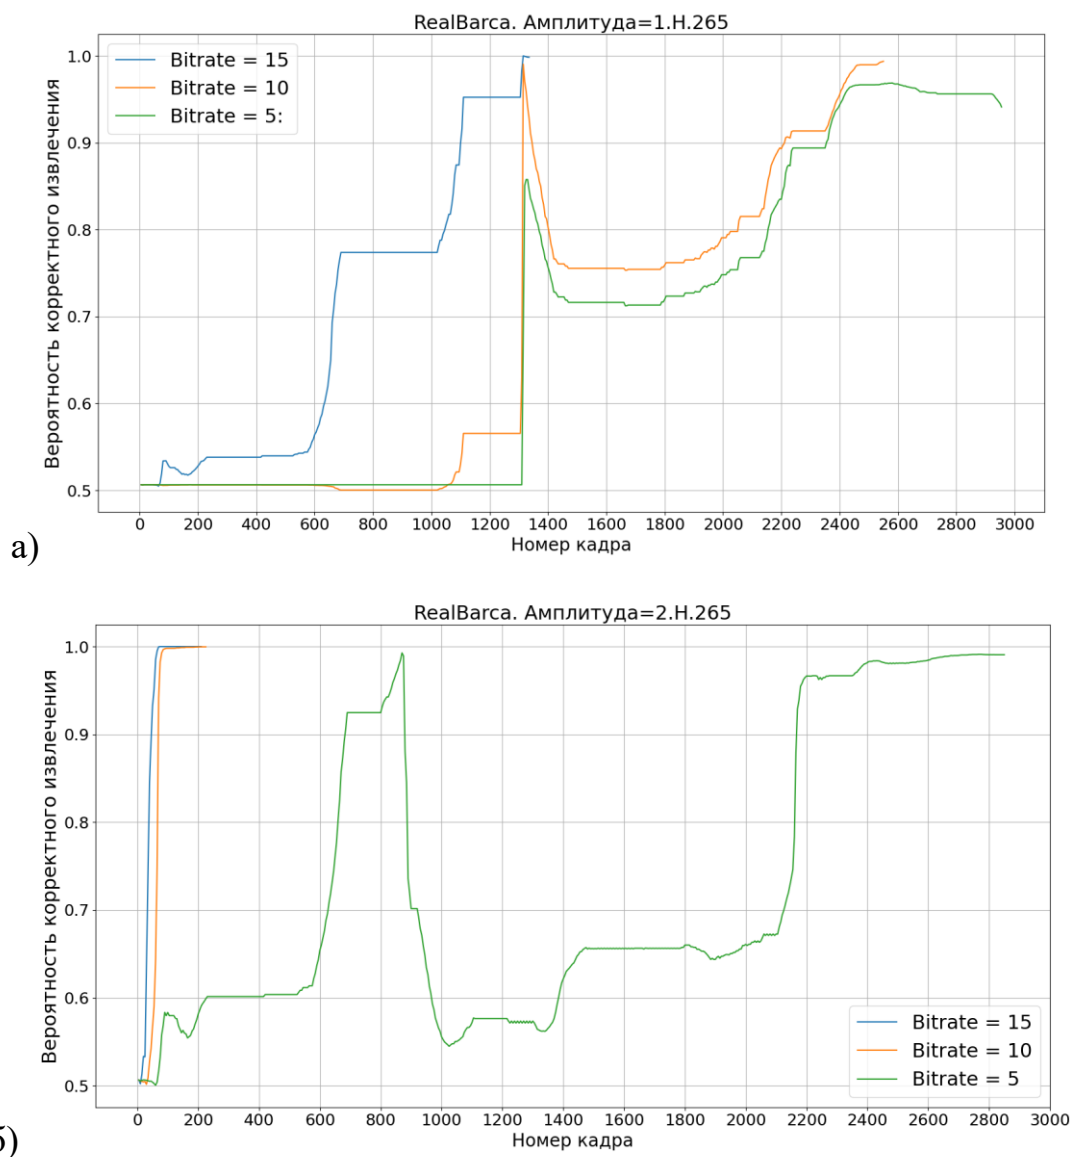 RealBarca. Амплитуда=1.H.265
Вероятность корректного извлечения
1.0
0.9
0.8
0.7
0.6
0.5
Bitrate = 15
Bitrate = 10
Bitrate = 5:
0 200 400 600 800 1000 1200 1400 1600 1800 2000 2200 2400 2600 2800 3000
Номер кадра
а)
RealBarca. Амплитуда=2.H.265
Вероятность корректного извлечения
1.0
0.9
0.8
0.7
0.6
0.5
Bitrate = 15
Bitrate = 10
Bitrate = 5
0 200 400 600 800 1000 1200 1400 1600 1800 2000 2200 2400 2600 2800 3000
Номер кадра
б)